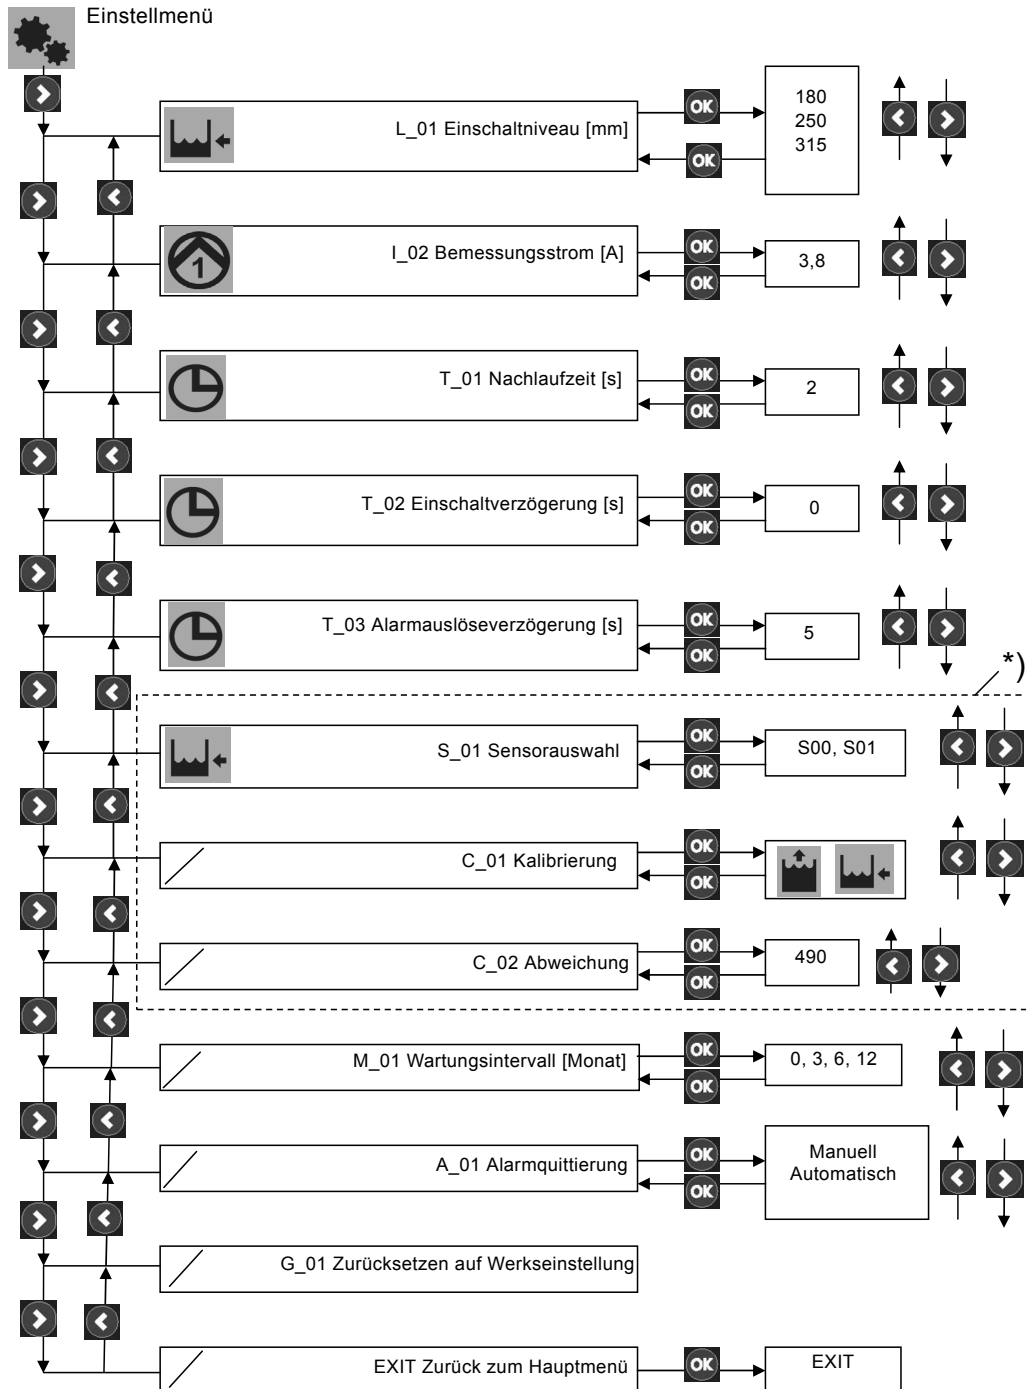 Einstellmenü
L_01 Einschaltniveau [mm]
OK
OK
180
250
315
1
I_02 Bemessungsstrom [A]
OK
OK
3,8
T_01 Nachlaufzeit [s]
OK
OK
2
T_02 Einschaltverzögerung [s]
OK
OK
0
T_03 Alarmauslöseverzögerung [s]
OK
OK
5
*)
S_01 Sensorauswahl
OK
OK
S00, S01
C_01 Kalibrierung
OK
OK
C_02 Abweichung
OK
OK
490
M_01 Wartungsintervall [Monat]
OK
OK
0, 3, 6, 12
A_01 Alarmquittierung
OK
OK
Manuell
Automatisch
G_01 Zurücksetzen auf Werkseinstellung
EXIT Zurück zum Hauptmenü
OK
EXIT